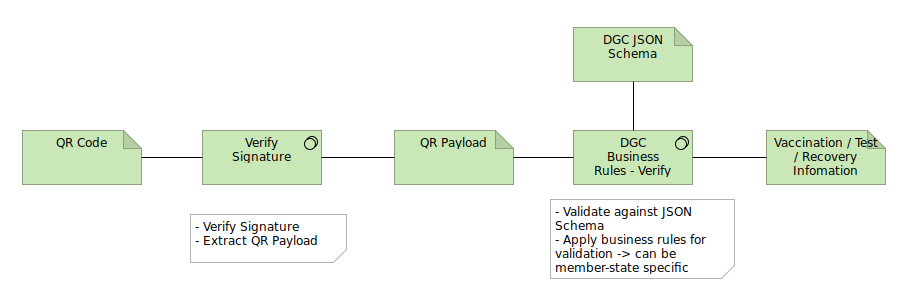 DGC JSON
Schema
QR Code
Verify
Signature
QR Payload
DGC
Business
Rules - Verify
Vaccination / Test
/ Recovery
Infomation
- Verify Signature
- Extract QR Payload
- Validate against JSON
Schema
- Apply business rules for
validation -> can be
member-state specific